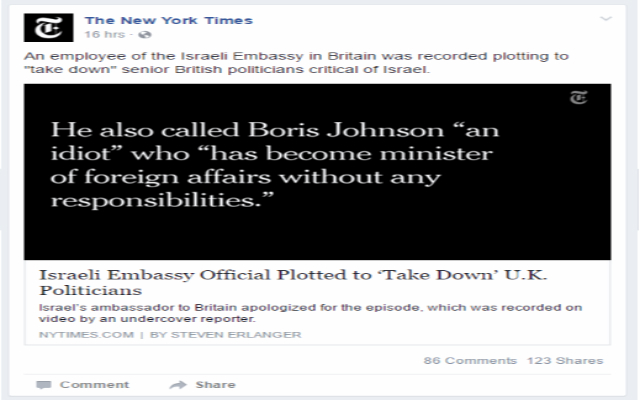 The New York Times
16 hrs ·
An employee of the Israeli Embassy in Britain was recorded plotting to
"take down" senior British politicians critical of Israel.
He also called Boris Johnson “an
idiot” who “has become minister
of foreign affairs without any
responsibilities.”
Israeli Embassy Official Plotted to ‘Take Down’ U.K.
Politicians
Israel's ambassador to Britain apologized for the episode, which was recorded on
video by an undercover reporter.
NYTIMES.COM | BY STEVEN ERLANGER
86 Comments 123 Shares
Comment Share